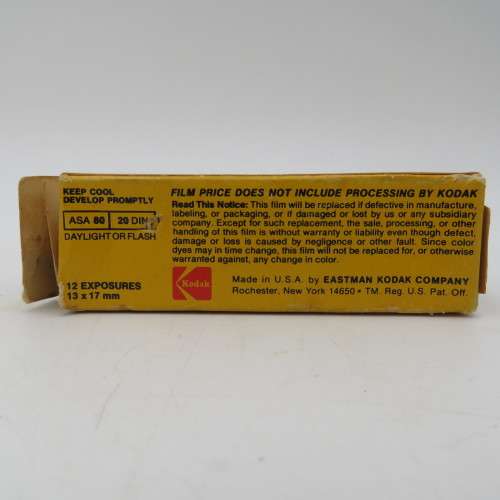 KEEP COOL
DEVELOP PROMPTLY
ASA 80 20 DIN
DAYLIGHT OR FLASH
12 EXPOSURES
13 x 17 mm
FILM PRICE DOES NOT INCLUDE PROCESSING BY KODAK
Read This Notice: This film will be replaced if defective in manufacture,
labeling, or packaging, or if damaged or lost by us or any subsidiary
company. Except for such replacement, the sale, processing, or other
handling of this film is without warranty or liability even though defect,
damage or loss is caused by negligence or other fault. Since color
dyes may in time change, this film will not be replaced for, or otherwise
warranted against, any change in color.
Kodak
Made in U.S.A. by EASTMAN KODAK COMPANY
Rochester, New York 14650 • TM. Reg. U.S. Pat. Off.